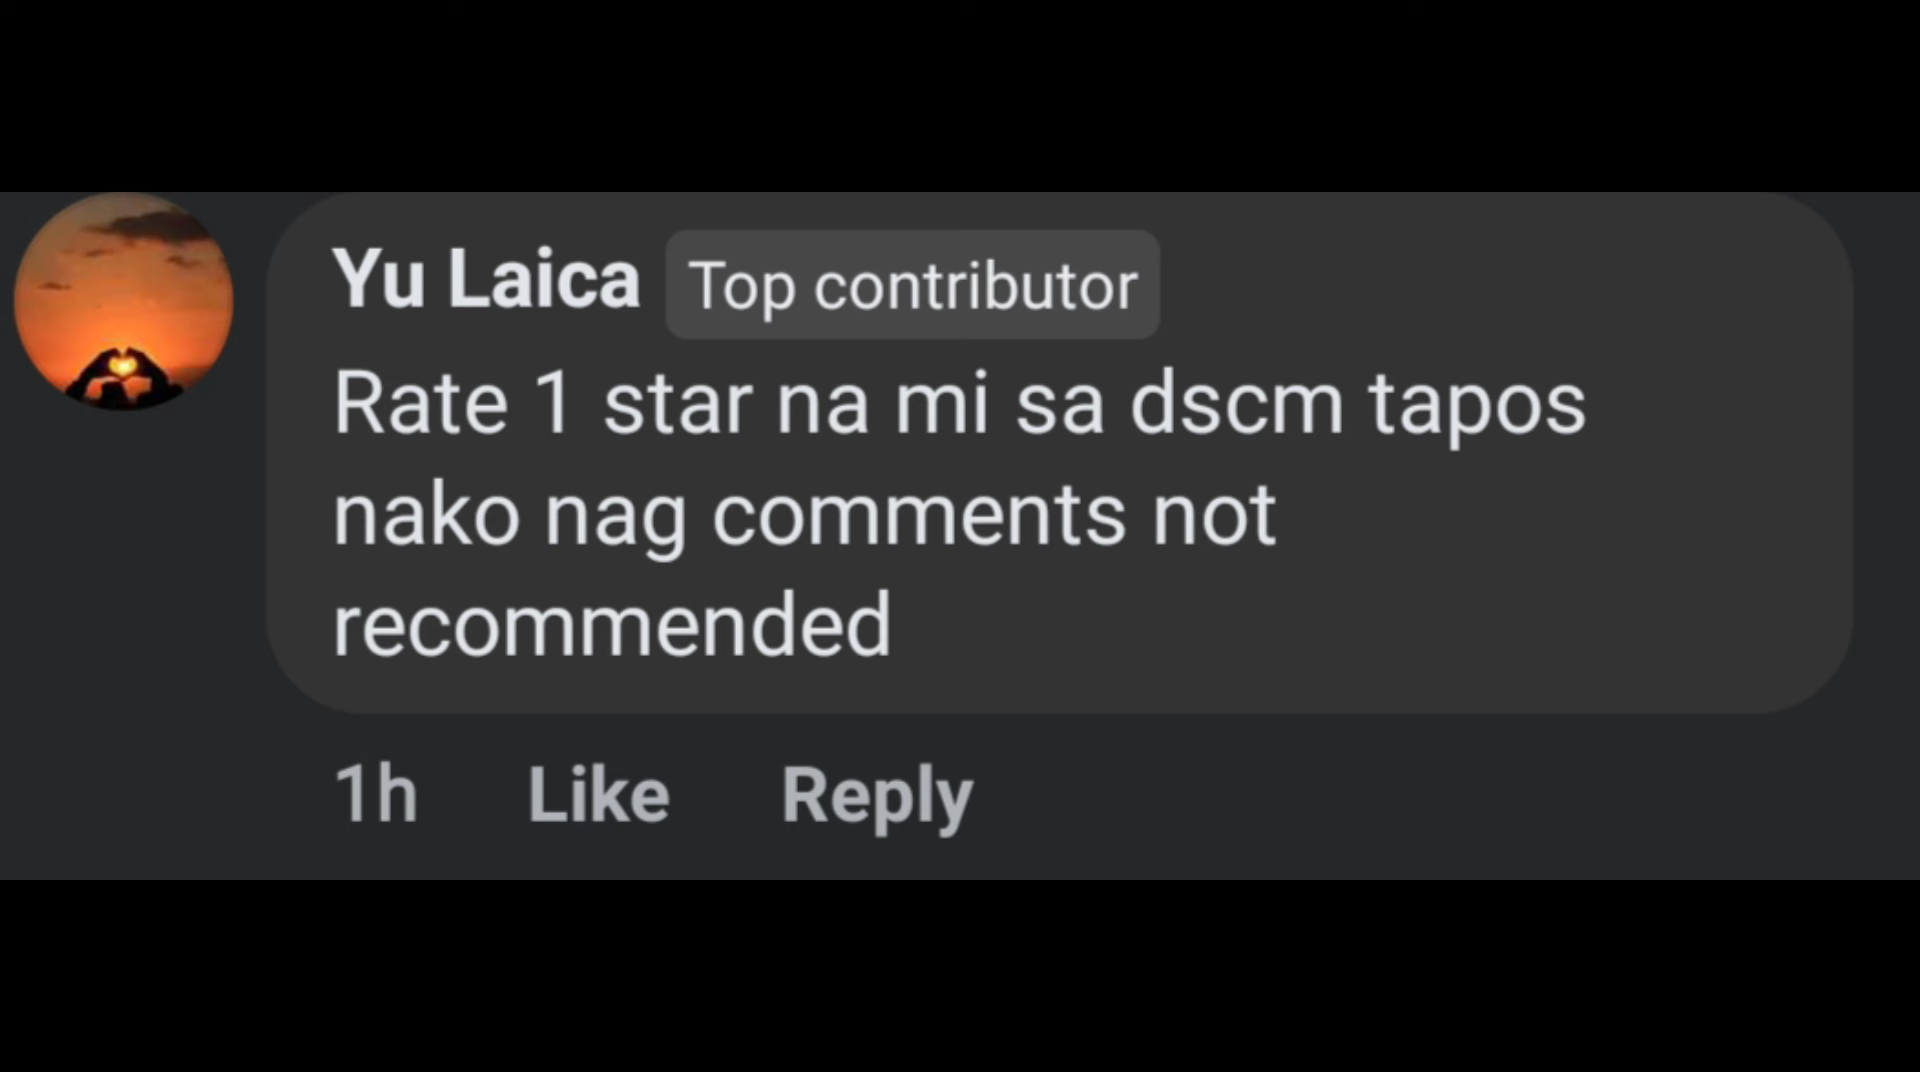 Yu Laica Top contributor
Rate 1 star na mi sa dscm tapos
nako nag comments not
recommended
1h Like Reply